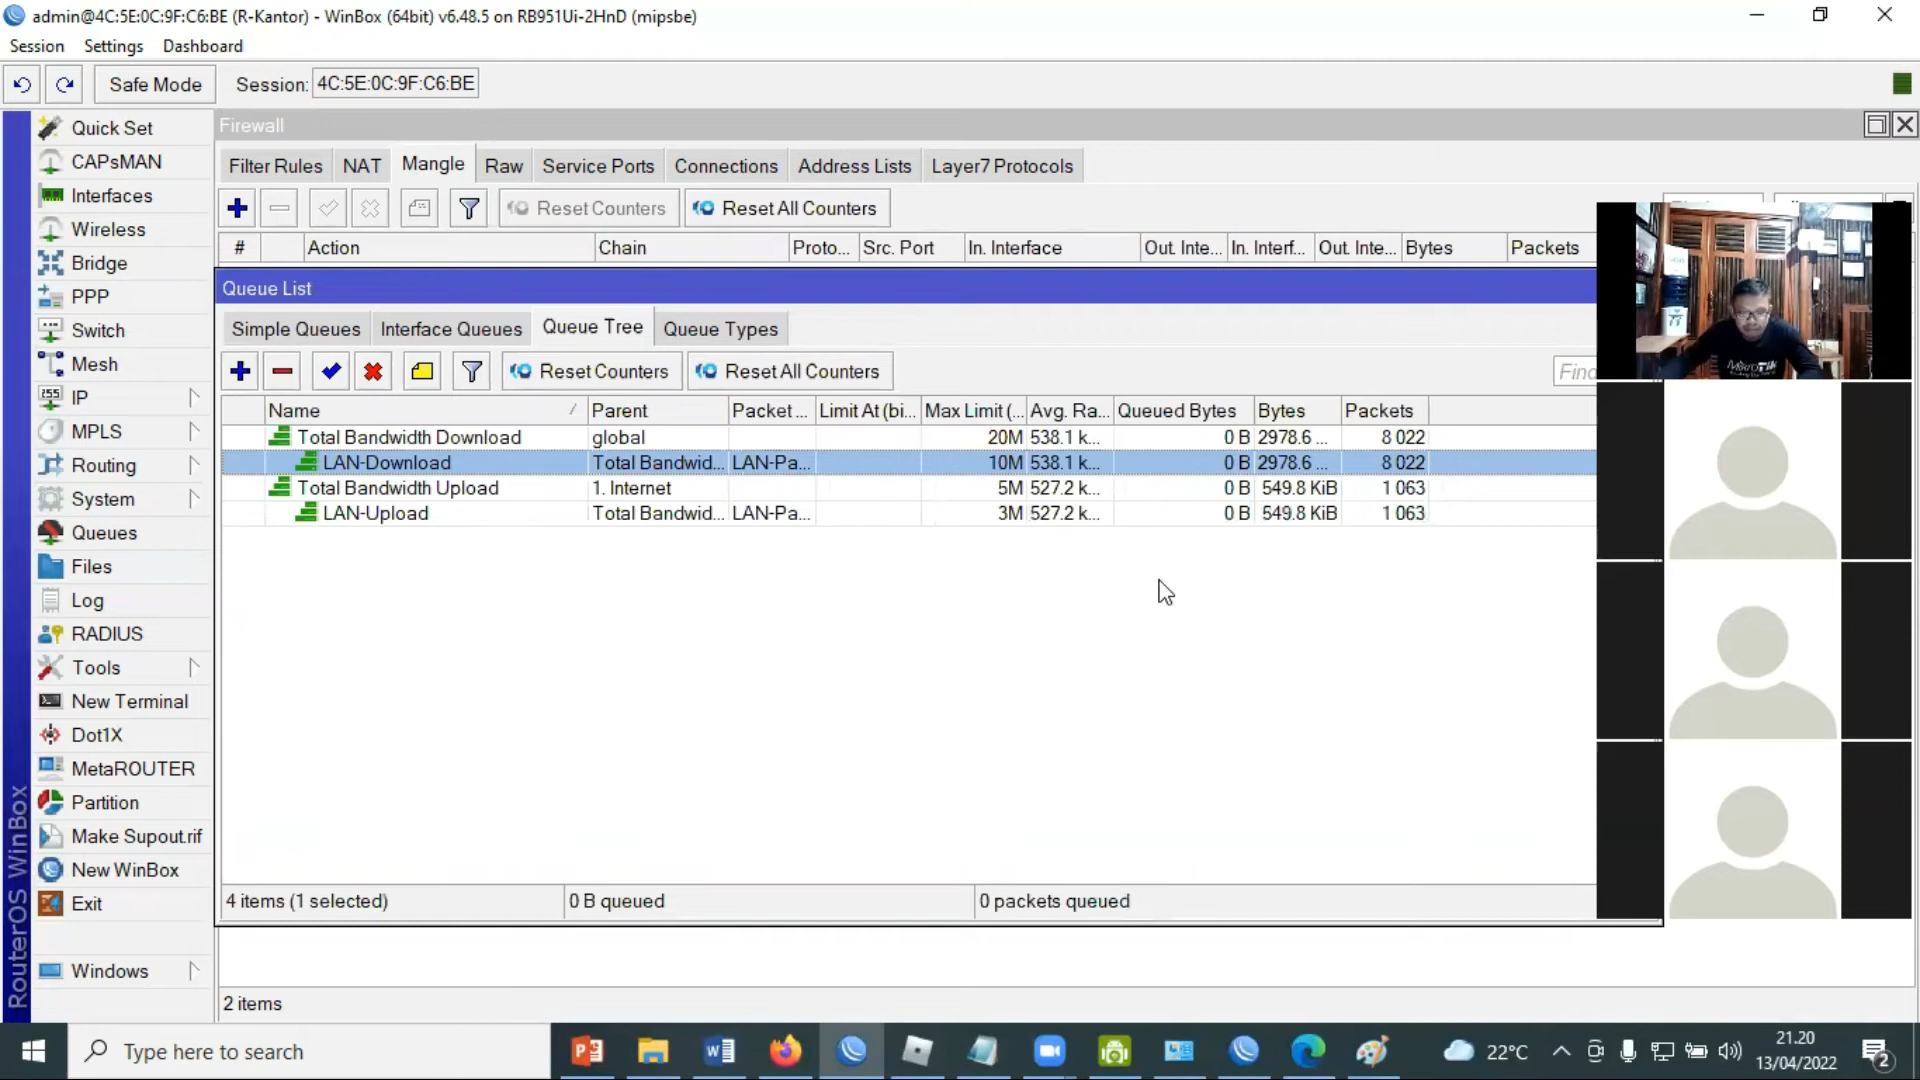 admin@4C:5E:0C:9F:C6:BE (R-Kantor) - WinBox (64bit) v6.48.5 on RB951Ui-2HnD (mipsbe)
Session Settings Dashboard
Safe Mode Session: 4C:5E:0C:9F:C6:BE
Quick Set
CAPsMAN
Interfaces
Wireless
Bridge
PPP
Switch
Mesh
IP
MPLS
Routing
System
Queues
Files
Log
RADIUS
Tools
New Terminal
Dot1X
MetaROUTER
Partition
Make Supout.rif
New WinBox
Exit
Windows
RouterOS WinBox
Firewall
Filter Rules NAT Mangle Raw Service Ports Connections Address Lists Layer7 Protocols
Reset Counters Reset All Counters
# Action Chain Proto... Src. Port In. Interface Out. Inte... In. Interf... Out. Inte... Bytes Packets
Queue List
Simple Queues Interface Queues Queue Tree Queue Types
Reset Counters Reset All Counters Find
Name Parent Packet ... Limit At (bi... Max Limit (... Avg. Ra... Queued Bytes Bytes Packets
Total Bandwidth Download global 20M 538.1 k... 0 B 2978.6 ... 8 022
LAN-Download Total Bandwid... LAN-Pa... 10M 538.1 k... 0 B 2978.6 ... 8 022
Total Bandwidth Upload 1. Internet 5M 527.2 k... 0 B 549.8 KiB 1 063
LAN-Upload Total Bandwid... LAN-Pa... 3M 527.2 k... 0 B 549.8 KiB 1 063
4 items (1 selected) 0 B queued 0 packets queued
2 items
MikroTik
Type here to search
22°C
21.20
13/04/2022
2